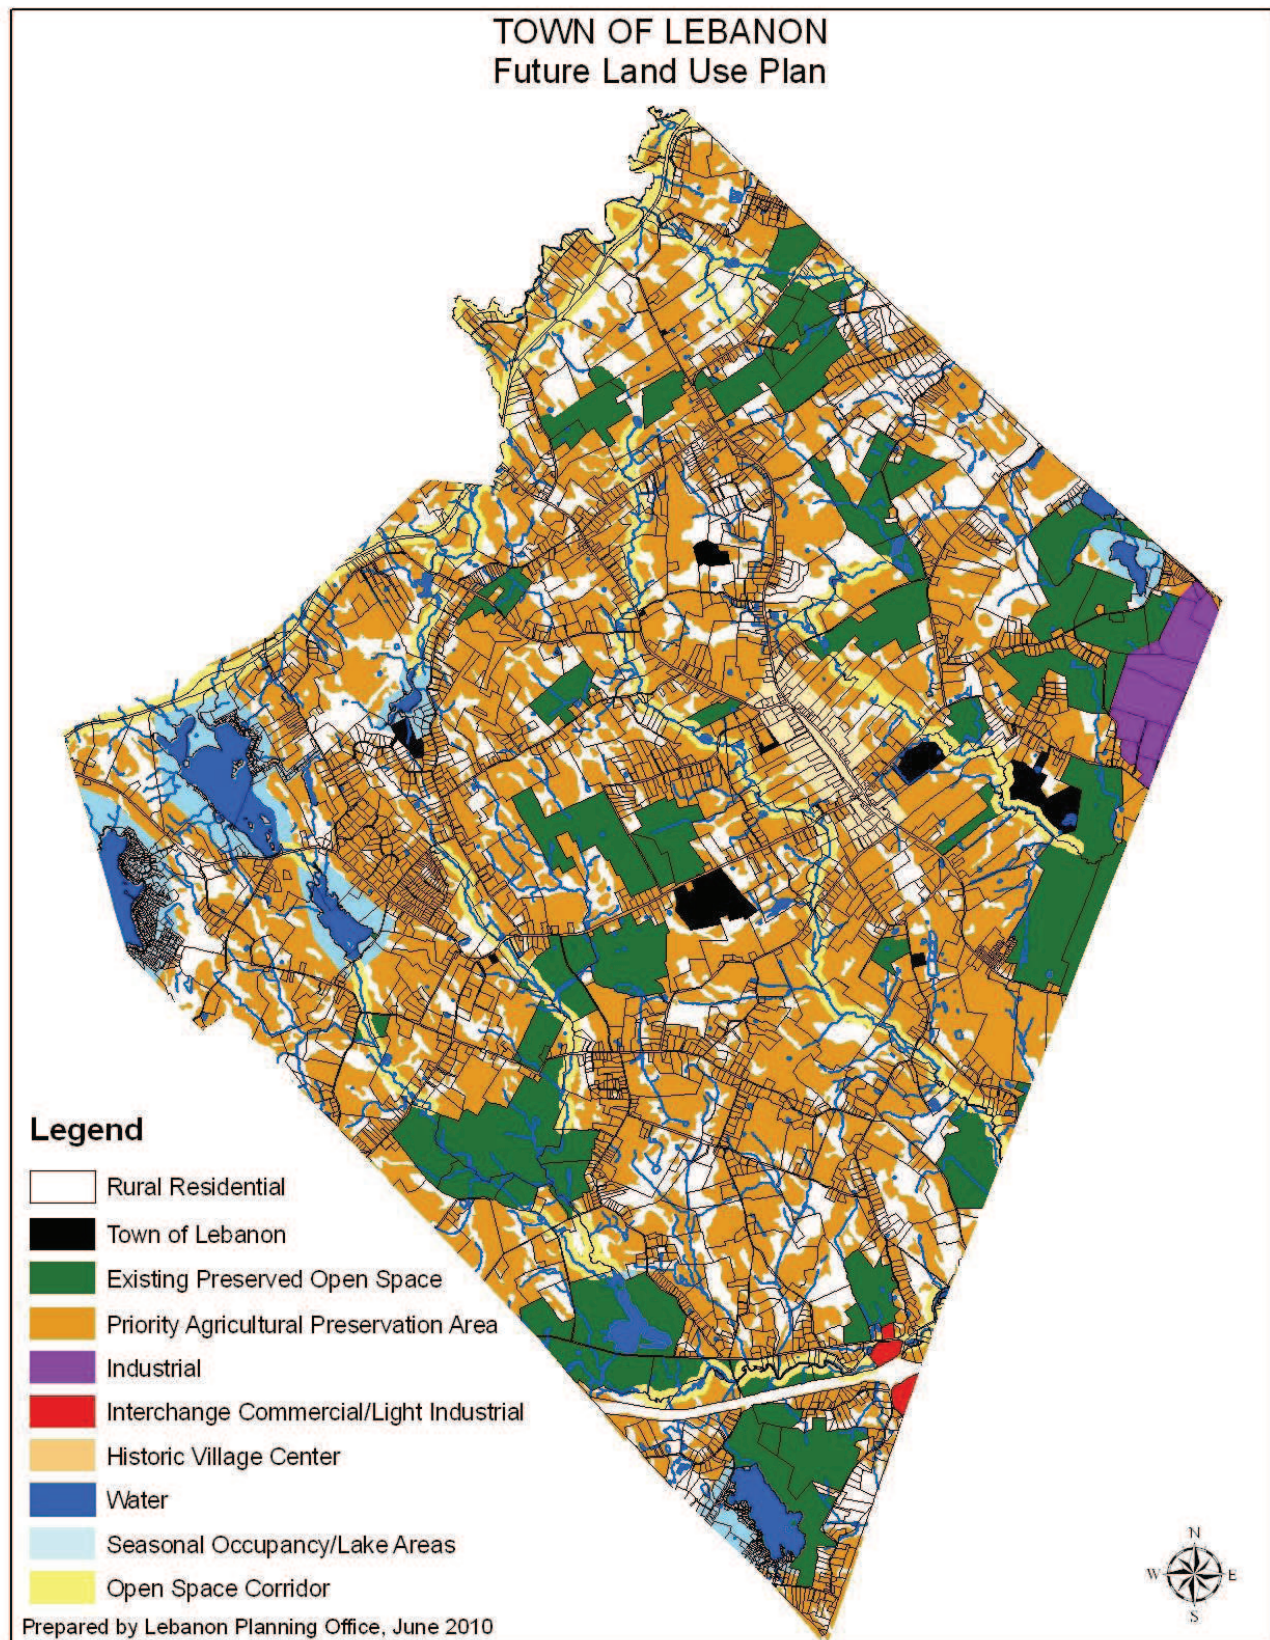 TOWN OF LEBANON
Future Land Use Plan
Legend
Rural Residential
Town of Lebanon
Existing Preserved Open Space
Priority Agricultural Preservation Area
Industrial
Interchange Commercial/Light Industrial
Historic Village Center
Water
Seasonal Occupancy/Lake Areas
Open Space Corridor
Prepared by Lebanon Planning Office, June 2010
N
W E
S